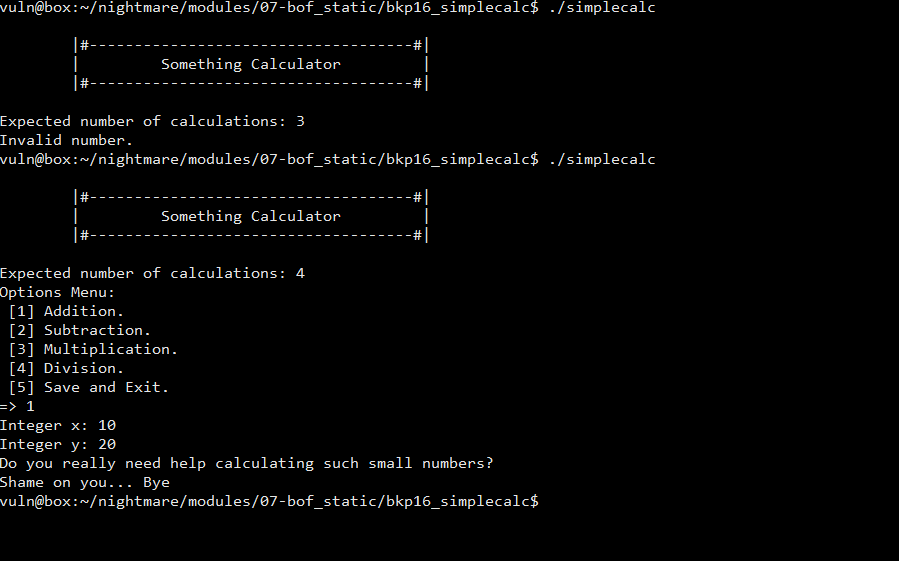 vuln@box:~/nightmare/modules/07-bof_static/bkp16_simplecalc$ ./simplecalc
|#------------------------------------#|
|         Something Calculator         |
|#------------------------------------#|
Expected number of calculations: 3
Invalid number.
vuln@box:~/nightmare/modules/07-bof_static/bkp16_simplecalc$ ./simplecalc
|#------------------------------------#|
|         Something Calculator         |
|#------------------------------------#|
Expected number of calculations: 4
Options Menu:
 [1] Addition.
 [2] Subtraction.
 [3] Multiplication.
 [4] Division.
 [5] Save and Exit.
=> 1
Integer x: 10
Integer y: 20
Do you really need help calculating such small numbers?
Shame on you... Bye
vuln@box:~/nightmare/modules/07-bof_static/bkp16_simplecalc$